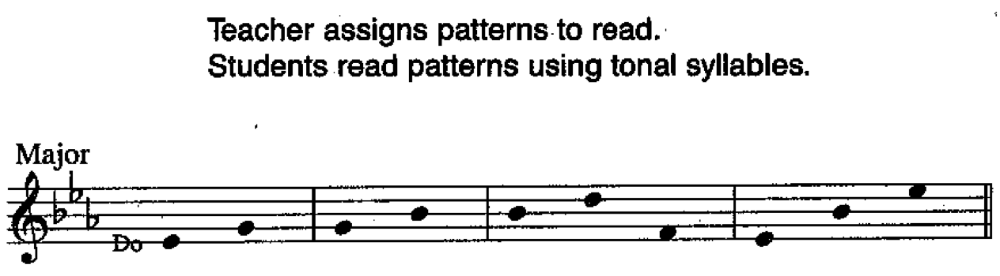 Teacher assigns patterns to read.
Students read patterns using tonal syllables.
Major
Do